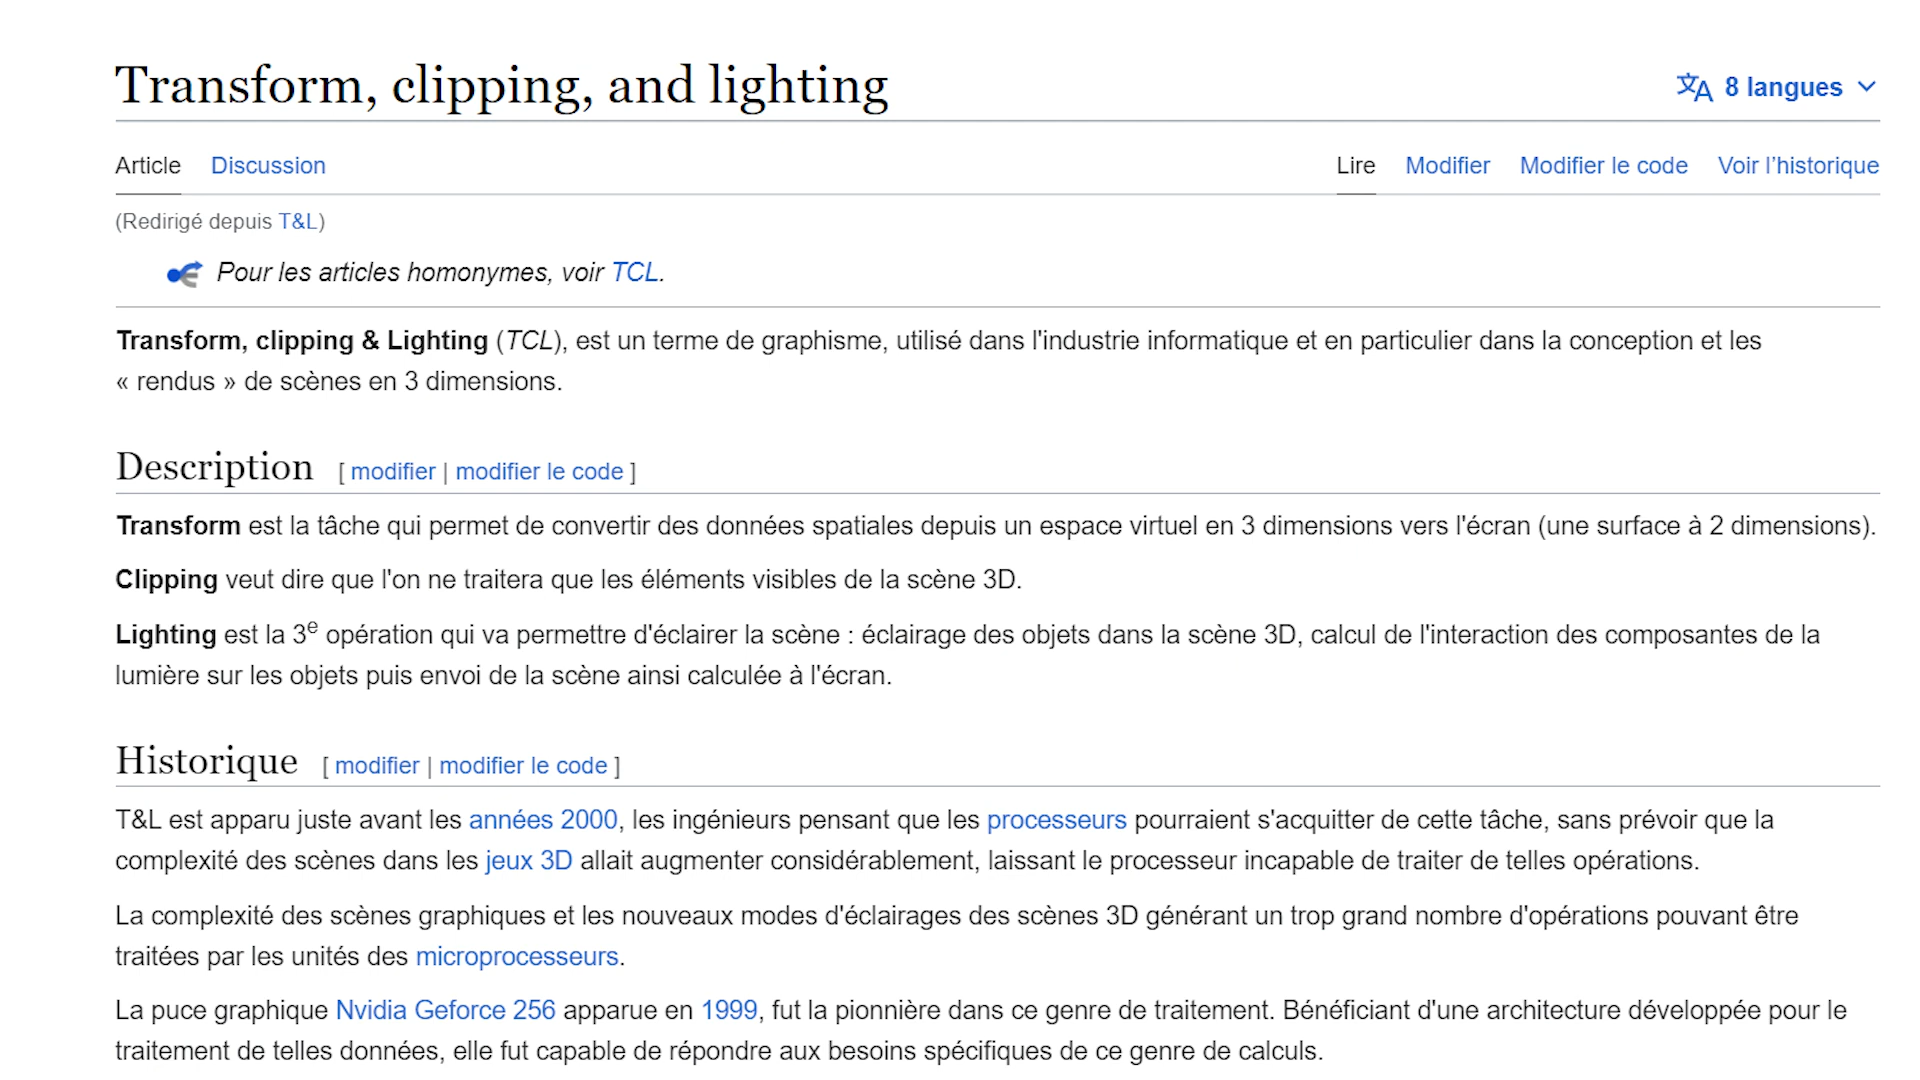 Transform, clipping, and lighting
8 langues
Article Discussion Lire Modifier Modifier le code Voir l’historique
(Redirigé depuis T&L)
Pour les articles homonymes, voir TCL.
Transform, clipping & Lighting (TCL), est un terme de graphisme, utilisé dans l'industrie informatique et en particulier dans la conception et les
« rendus » de scènes en 3 dimensions.
Description [ modifier | modifier le code ]
Transform est la tâche qui permet de convertir des données spatiales depuis un espace virtuel en 3 dimensions vers l'écran (une surface à 2 dimensions).
Clipping veut dire que l'on ne traitera que les éléments visibles de la scène 3D.
Lighting est la 3e opération qui va permettre d'éclairer la scène : éclairage des objets dans la scène 3D, calcul de l'interaction des composantes de la
lumière sur les objets puis envoi de la scène ainsi calculée à l'écran.
Historique [ modifier | modifier le code ]
T&L est apparu juste avant les années 2000, les ingénieurs pensant que les processeurs pourraient s'acquitter de cette tâche, sans prévoir que la
complexité des scènes dans les jeux 3D allait augmenter considérablement, laissant le processeur incapable de traiter de telles opérations.
La complexité des scènes graphiques et les nouveaux modes d'éclairages des scènes 3D générant un trop grand nombre d'opérations pouvant être
traitées par les unités des microprocesseurs.
La puce graphique Nvidia Geforce 256 apparue en 1999, fut la pionnière dans ce genre de traitement. Bénéficiant d'une architecture développée pour le
traitement de telles données, elle fut capable de répondre aux besoins spécifiques de ce genre de calculs.